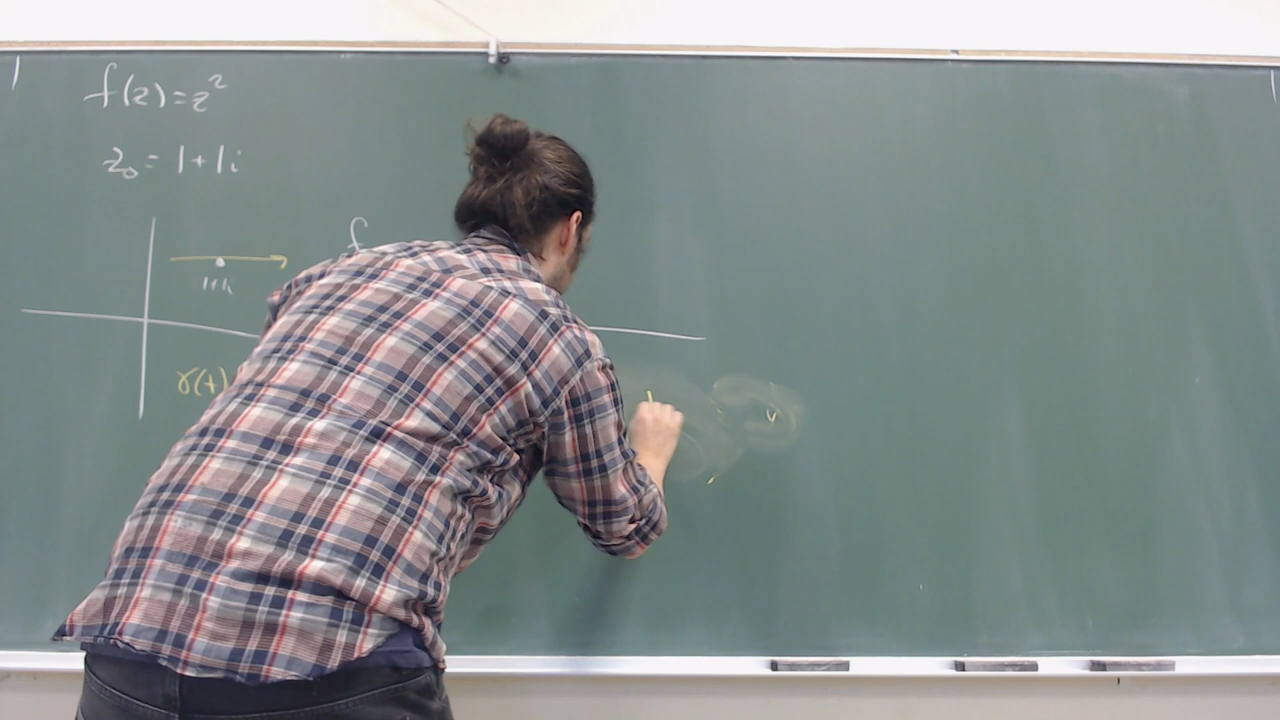 f(z)=z²
z₀ = 1+1i
f
1+i
γ(t)